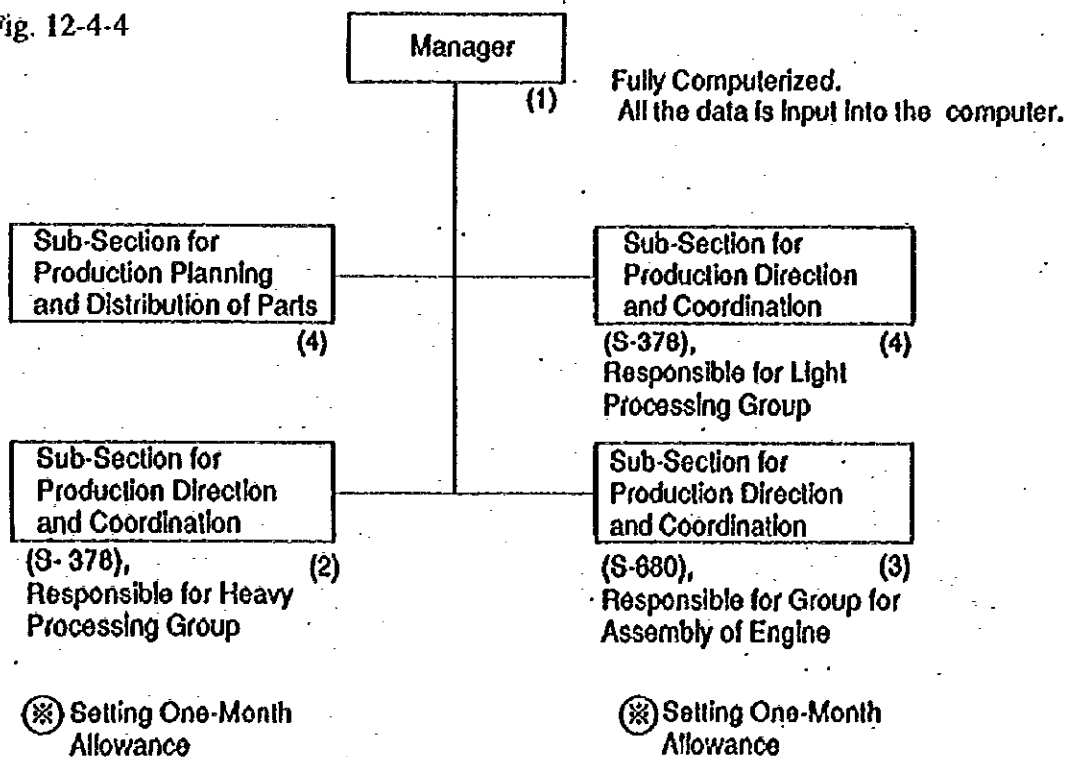 Fig. 12-4-4
Manager
(1)
Fully Computerized.
All the data is input into the computer.
Sub-Section for
Production Planning
and Distribution of Parts
(4)
Sub-Section for
Production Direction
and Coordination
(S-378), (4)
Responsible for Light
Processing Group
Sub-Section for
Production Direction
and Coordination
(S-378), (2)
Responsible for Heavy
Processing Group
Sub-Section for
Production Direction
and Coordination
(S-680), (3)
Responsible for Group for
Assembly of Engine
(※) Setting One-Month
Allowance
(※) Setting One-Month
Allowance